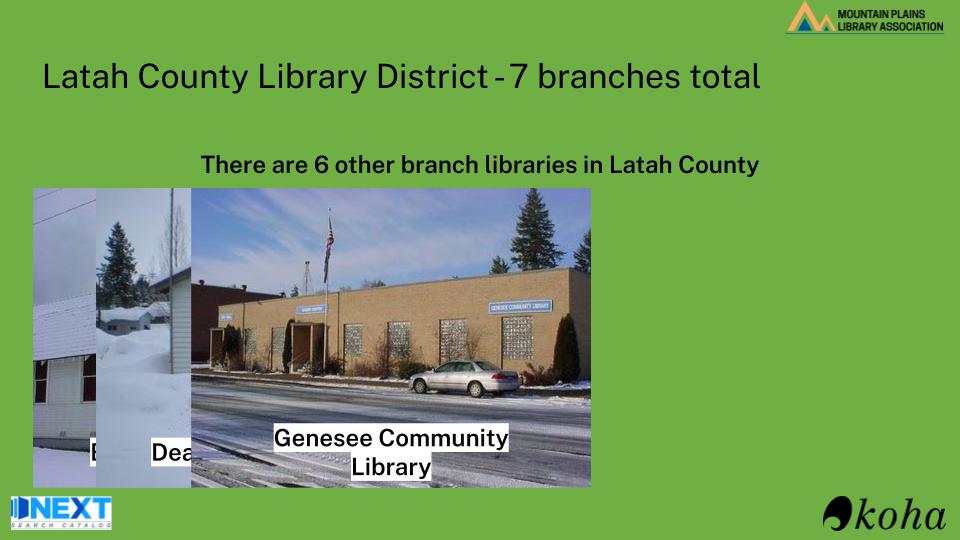 MOUNTAIN PLAINS
LIBRARY ASSOCIATION
Latah County Library District - 7 branches total
There are 6 other branch libraries in Latah County
GENESEE COMMUNITY LIBRARY
Dea
Genesee Community
Library
NEXT
SEARCH CATALOG
koha